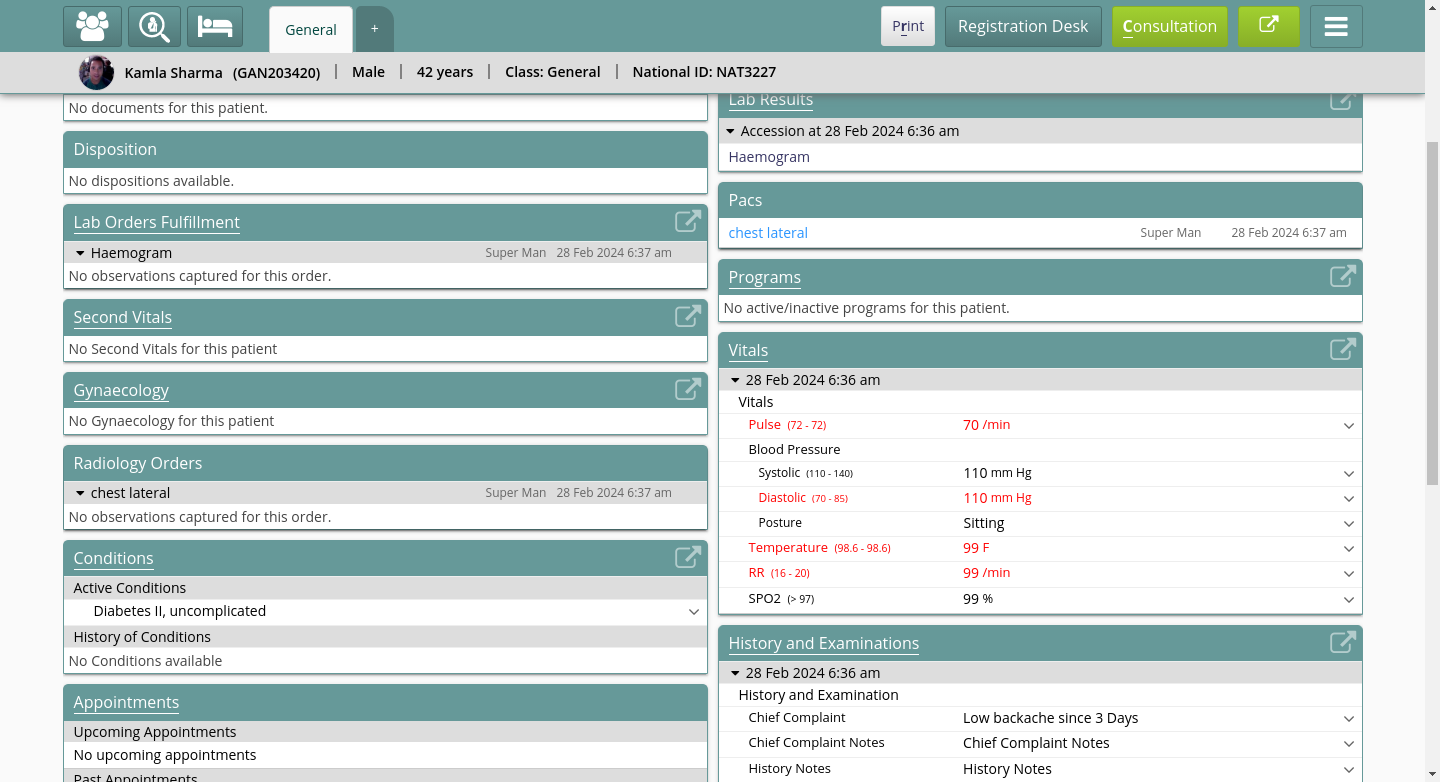 General
+
Print
Registration Desk
Consultation
Kamla Sharma (GAN203420) | Male | 42 years | Class: General | National ID: NAT3227
No documents for this patient.
Disposition
No dispositions available.
Lab Orders Fulfillment
Haemogram Super Man 28 Feb 2024 6:37 am
No observations captured for this order.
Second Vitals
No Second Vitals for this patient
Gynaecology
No Gynaecology for this patient
Radiology Orders
chest lateral Super Man 28 Feb 2024 6:37 am
No observations captured for this order.
Conditions
Active Conditions
Diabetes II, uncomplicated
History of Conditions
No Conditions available
Appointments
Upcoming Appointments
No upcoming appointments
Past Appointments
Lab Results
Accession at 28 Feb 2024 6:36 am
Haemogram
Pacs
chest lateral Super Man 28 Feb 2024 6:37 am
Programs
No active/inactive programs for this patient.
Vitals
28 Feb 2024 6:36 am
Vitals
Pulse (72 - 72) 70 /min
Blood Pressure
Systolic (110 - 140) 110 mm Hg
Diastolic (70 - 85) 110 mm Hg
Posture Sitting
Temperature (98.6 - 98.6) 99 F
RR (16 - 20) 99 /min
SPO2 (> 97) 99 %
History and Examinations
28 Feb 2024 6:36 am
History and Examination
Chief Complaint Low backache since 3 Days
Chief Complaint Notes Chief Complaint Notes
History Notes History Notes